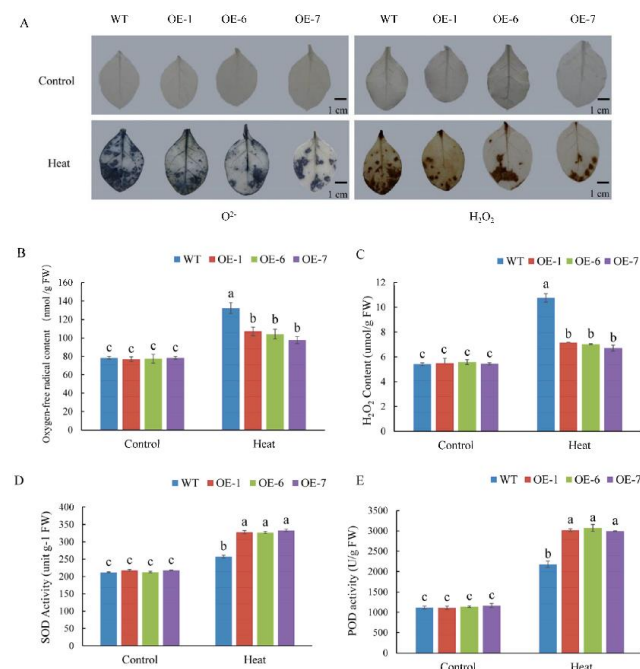 A
WT OE-1 OE-6 OE-7 WT OE-1 OE-6 OE-7
Control
1 cm 1 cm
Heat
1 cm 1 cm
O²⁻ H₂O₂
B
WT OE-1 OE-6 OE-7
Oxygen-free radical content (nmol /g FW)
160
140
120
100
80
60
40
20
0
c c c c a b b b
Control Heat
C
WT OE-1 OE-6 OE-7
H₂O₂ Content (umol/g FW)
12
10
8
6
4
2
0
c c c c a b b b
Control Heat
D
WT OE-1 OE-6 OE-7
SOD Activity (unit g-1 FW)
400
350
300
250
200
150
100
50
0
c c c c b a a a
Control Heat
E
WT OE-1 OE-6 OE-7
POD activity (U/g FW)
3500
3000
2500
2000
1500
1000
500
0
c c c c b a a a
Control Heat